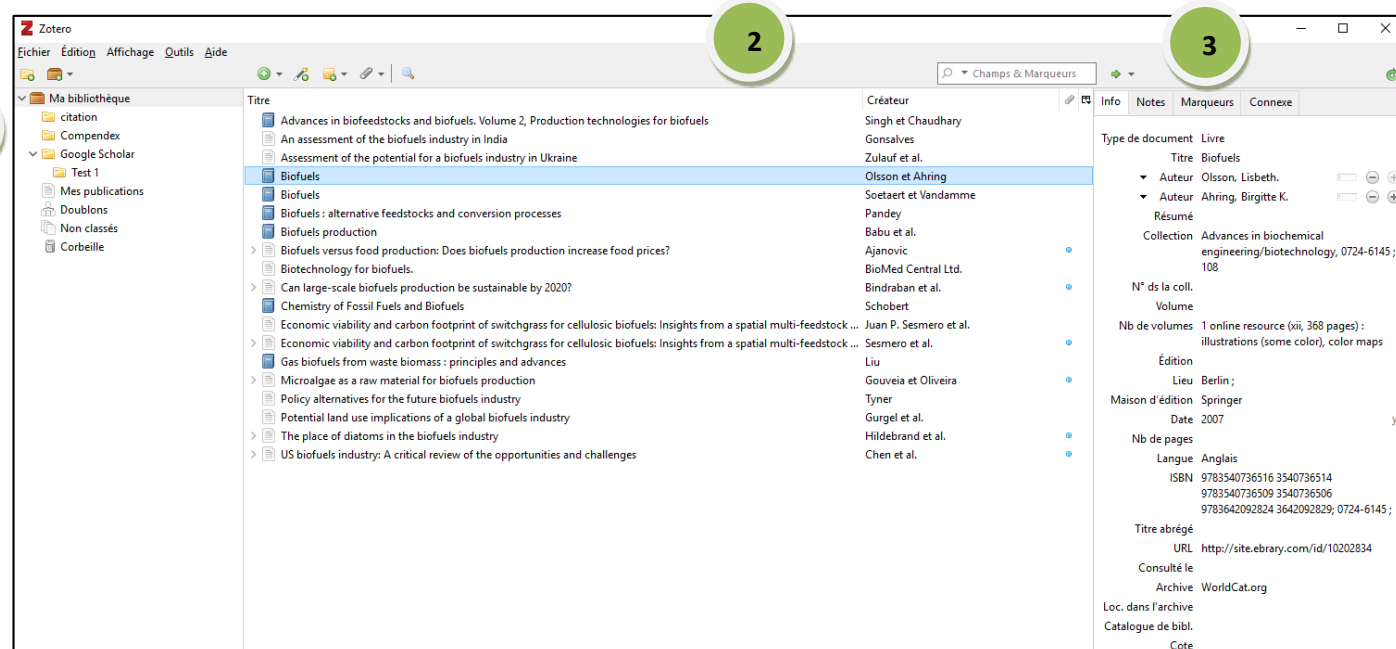 Zotero
2
3
Fichier Édition Affichage Outils Aide
Champs & Marqueurs
Ma bibliothèque
citation
Compendex
Google Scholar
Test 1
Mes publications
Doublons
Non classés
Corbeille
Titre Créateur
Advances in biofeedstocks and biofuels. Volume 2, Production technologies for biofuels Singh et Chaudhary
An assessment of the biofuels industry in India Gonsalves
Assessment of the potential for a biofuels industry in Ukraine Zulauf et al.
Biofuels Olsson et Ahring
Biofuels Soetaert et Vandamme
Biofuels : alternative feedstocks and conversion processes Pandey
Biofuels production Babu et al.
Biofuels versus food production: Does biofuels production increase food prices? Ajanovic
Biotechnology for biofuels. BioMed Central Ltd.
Can large-scale biofuels production be sustainable by 2020? Bindraban et al.
Chemistry of Fossil Fuels and Biofuels Schobert
Economic viability and carbon footprint of switchgrass for cellulosic biofuels: Insights from a spatial multi-feedstock ... Juan P. Sesmero et al.
Economic viability and carbon footprint of switchgrass for cellulosic biofuels: Insights from a spatial multi-feedstock ... Sesmero et al.
Gas biofuels from waste biomass : principles and advances Liu
Microalgae as a raw material for biofuels production Gouveia et Oliveira
Policy alternatives for the future biofuels industry Tyner
Potential land use implications of a global biofuels industry Gurgel et al.
The place of diatoms in the biofuels industry Hildebrand et al.
US biofuels industry: A critical review of the opportunities and challenges Chen et al.
Info Notes Marqueurs Connexe
Type de document Livre
Titre Biofuels
Auteur Olsson, Lisbeth.
Auteur Ahring, Birgitte K.
Résumé
Collection Advances in biochemical
engineering/biotechnology, 0724-6145 ;
108
N° ds la coll.
Volume
Nb de volumes 1 online resource (xii, 368 pages) :
illustrations (some color), color maps
Édition
Lieu Berlin ;
Maison d'édition Springer
Date 2007 y
Nb de pages
Langue Anglais
ISBN 9783540736516 3540736514
9783540736509 3540736506
9783642092824 3642092829; 0724-6145 ;
Titre abrégé
URL http://site.ebrary.com/id/10202834
Consulté le
Archive WorldCat.org
Loc. dans l'archive
Catalogue de bibl.
Cote